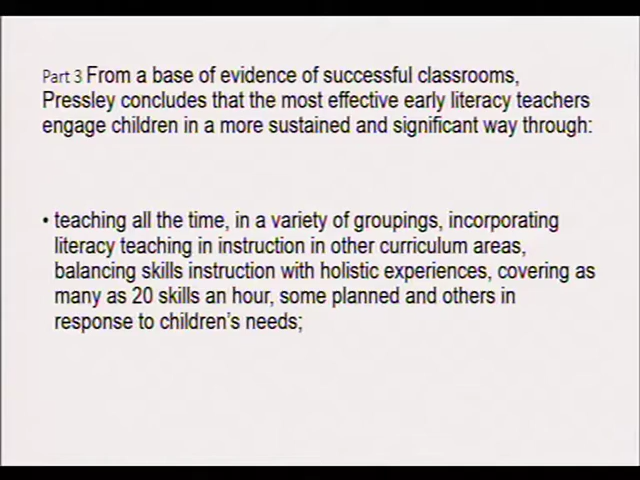 Part 3 From a base of evidence of successful classrooms,
Pressley concludes that the most effective early literacy teachers
engage children in a more sustained and significant way through:
• teaching all the time, in a variety of groupings, incorporating
literacy teaching in instruction in other curriculum areas,
balancing skills instruction with holistic experiences, covering as
many as 20 skills an hour, some planned and others in
response to children's needs;